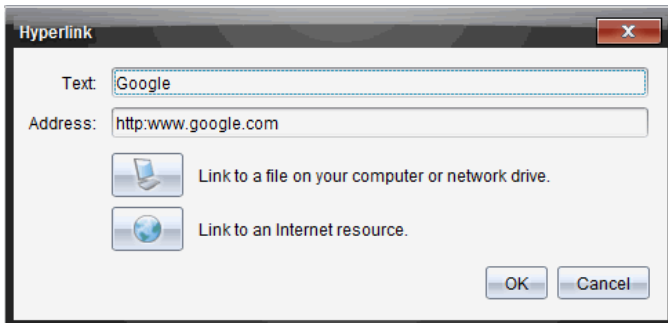 Hyperlink
Text: Google
Address: http:www.google.com
Link to a file on your computer or network drive.
Link to an Internet resource.
OK Cancel